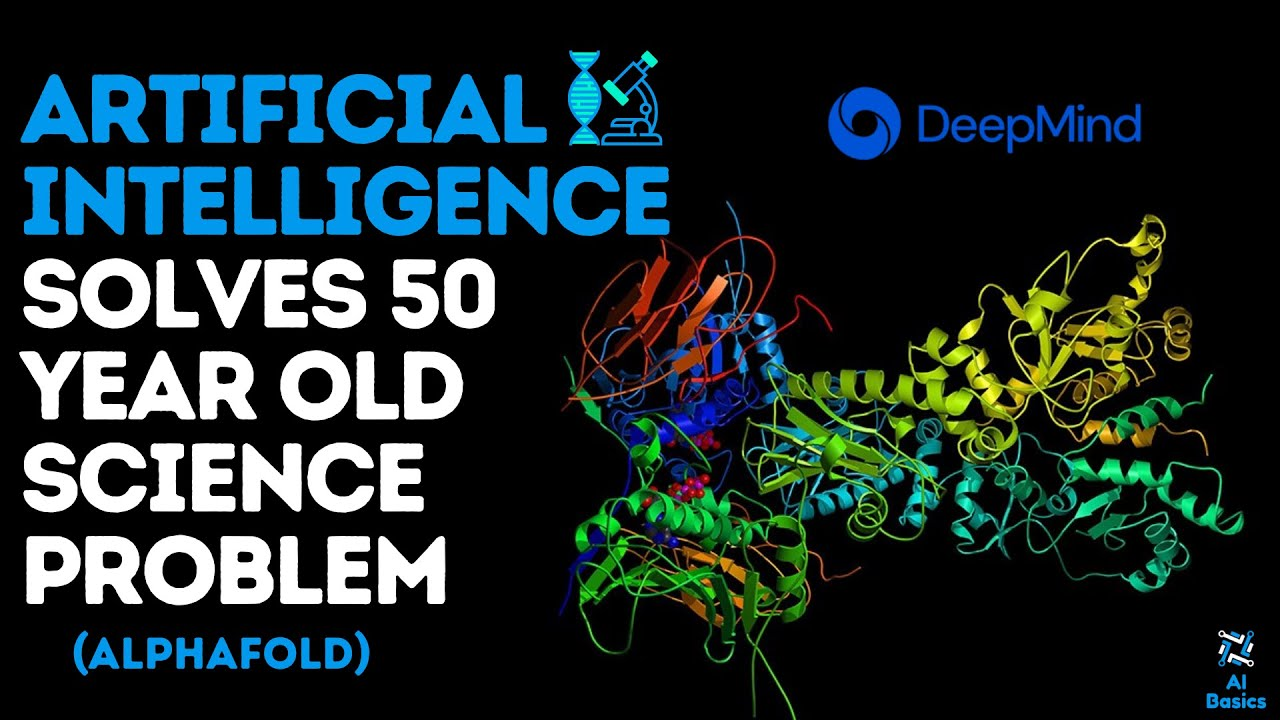 ARTIFICIAL
INTELLIGENCE
SOLVES 50
YEAR OLD
SCIENCE
PROBLEM
(ALPHAFOLD)
DeepMind
AI
Basics